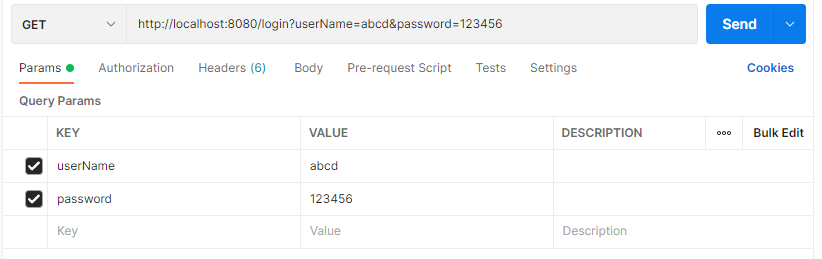 GET http://localhost:8080/login?userName=abcd&password=123456 Send
Params Authorization Headers (6) Body Pre-request Script Tests Settings Cookies
Query Params
KEY VALUE DESCRIPTION ooo Bulk Edit
userName abcd
password 123456
Key Value Description